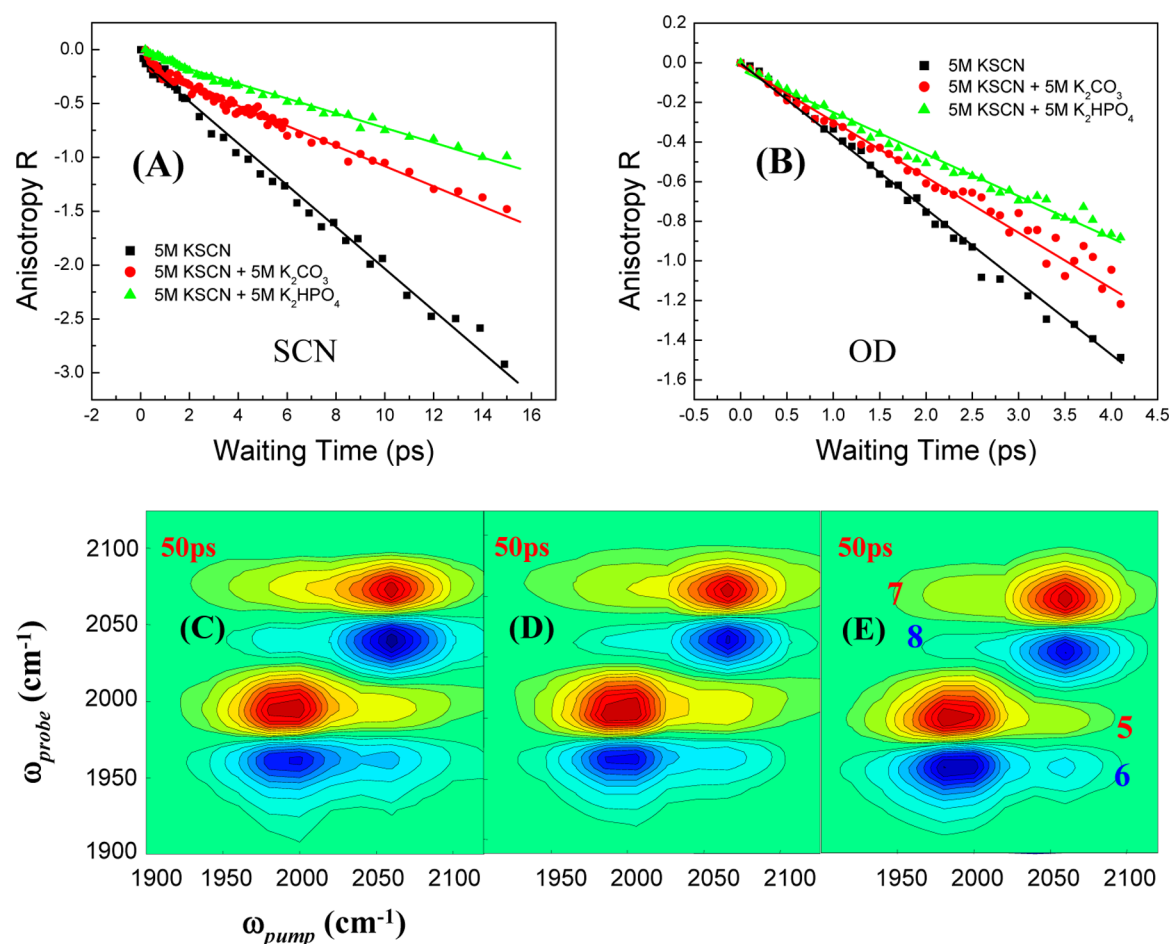 0.0
-0.5
-1.0
-1.5
-2.0
-2.5
-3.0
Anisotropy R
(A)
5M KSCN
5M KSCN + 5M K₂CO₃
5M KSCN + 5M K₂HPO₄
SCN
-2 0 2 4 6 8 10 12 14 16
Waiting Time (ps)
0.2
0.0
-0.2
-0.4
-0.6
-0.8
-1.0
-1.2
-1.4
-1.6
Anisotropy R
5M KSCN
5M KSCN + 5M K₂CO₃
5M KSCN + 5M K₂HPO₄
(B)
OD
-0.5 0.0 0.5 1.0 1.5 2.0 2.5 3.0 3.5 4.0 4.5
Waiting Time (ps)
ω_probe (cm⁻¹)
2100
2050
2000
1950
1900
50ps
(C)
50ps
(D)
50ps
7
(E)
8
5
6
1900 1950 2000 2050 2100
1950 2000 2050 2100
1950 2000 2050 2100
ω_pump (cm⁻¹)